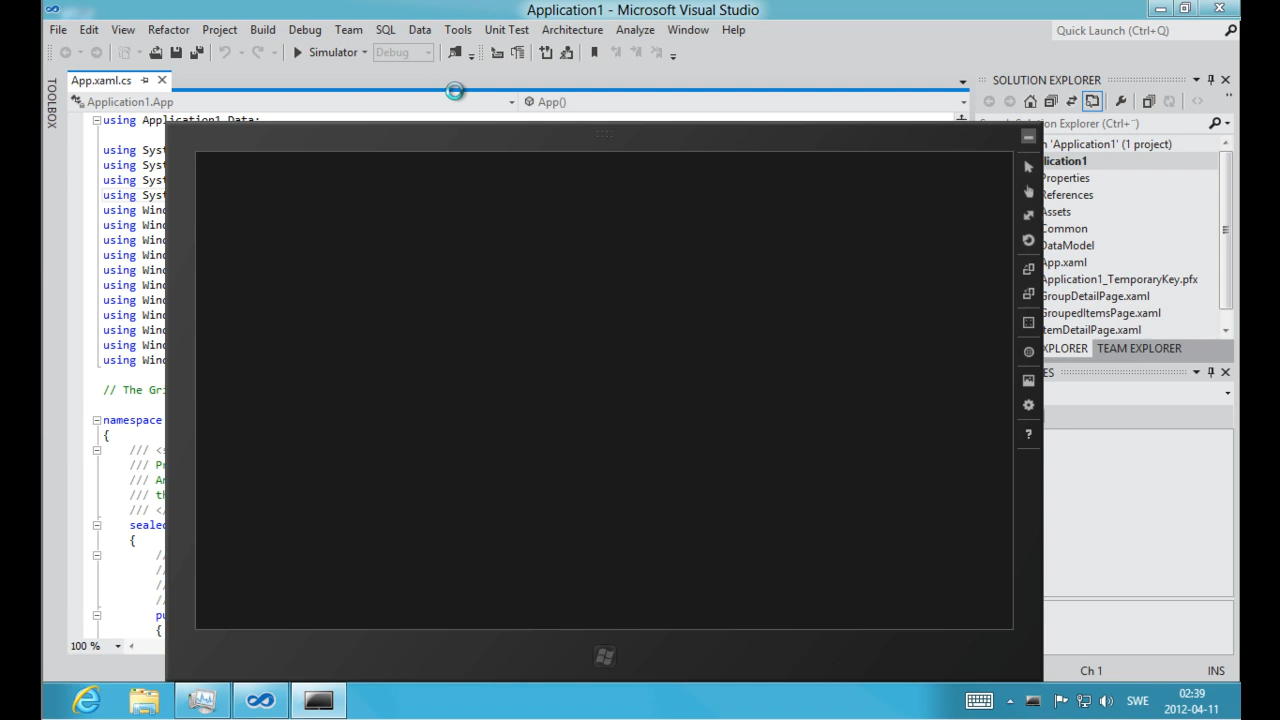 Application1 - Microsoft Visual Studio
File Edit View Refactor Project Build Debug Team SQL Data Tools Unit Test Architecture Analyze Window Help
Quick Launch (Ctrl+Q)
Simulator Debug
TOOLBOX
App.xaml.cs
SOLUTION EXPLORER
Application1.App
App()
using Application1.Data;
Search Solution Explorer (Ctrl+¨)
using Syst
using Syst
using Syst
using Syst
using Wind
using Wind
using Wind
using Wind
using Wind
using Wind
using Wind
using Wind
using Wind
using Wind
using Wind
n 'Application1' (1 project)
lication1
Properties
References
Assets
Common
DataModel
App.xaml
Application1_TemporaryKey.pfx
GroupDetailPage.xaml
GroupedItemsPage.xaml
temDetailPage.xaml
XPLORER TEAM EXPLORER
ES
// The Gri
namespace
{
/// <s
/// Pr
/// An
/// th
/// </
sealed
{
//
//
//
//
pu
{
100 %
?
Ch 1 INS
SWE
02:39
2012-04-11